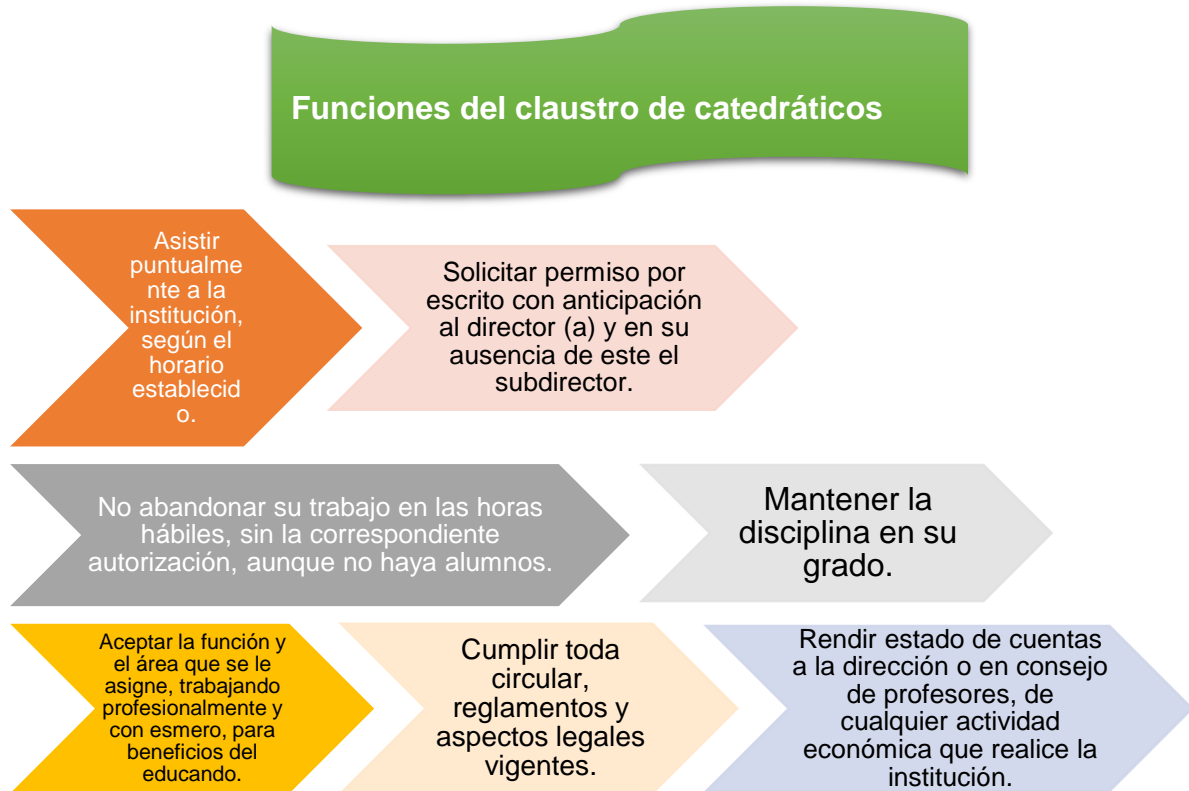 Funciones del claustro de catedráticos
Asistir
puntualme
nte a la
institución,
según el
horario
establecid
o.
Solicitar permiso por
escrito con anticipación
al director (a) y en su
ausencia de este el
subdirector.
No abandonar su trabajo en las horas
hábiles, sin la correspondiente
autorización, aunque no haya alumnos.
Mantener la
disciplina en su
grado.
Aceptar la función y
el área que se le
asigne, trabajando
profesionalmente y
con esmero, para
beneficios del
educando.
Cumplir toda
circular,
reglamentos y
aspectos legales
vigentes.
Rendir estado de cuentas
a la dirección o en consejo
de profesores, de
cualquier actividad
económica que realice la
institución.